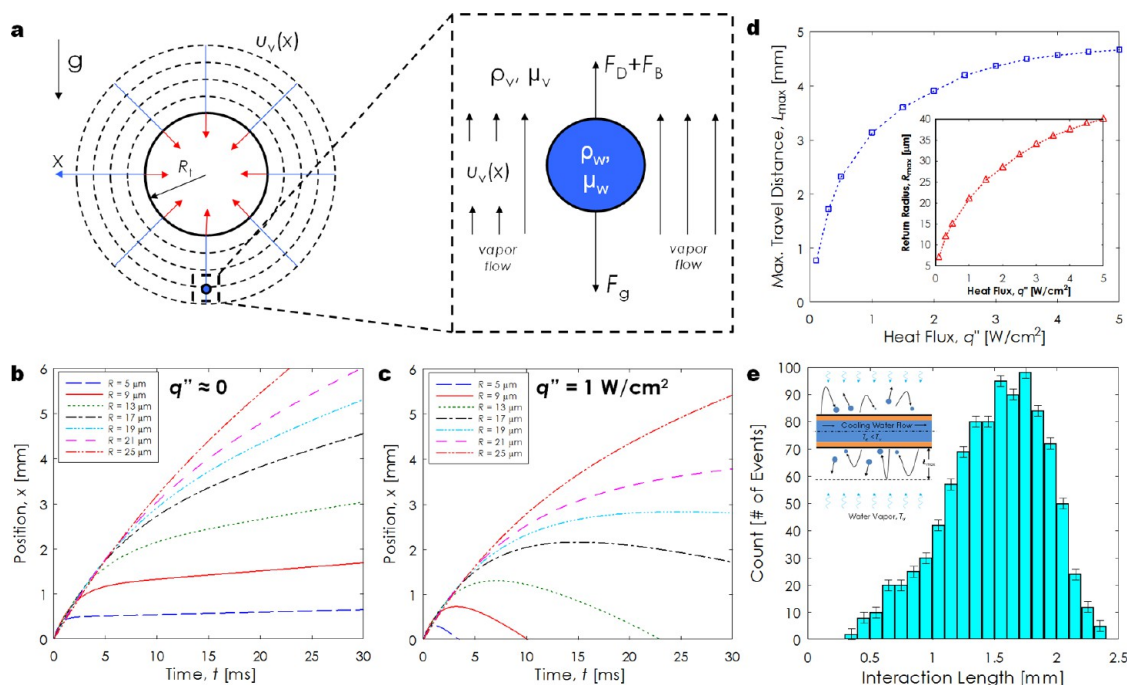 a
g
υv(x)
x
Rt
ρv, μv
FD+FB
υv(x)
ρw,
μw
vapor
flow
vapor
flow
Fg
b
q" ≈ 0
R = 5 μm
R = 9 μm
R = 13 μm
R = 17 μm
R = 19 μm
R = 21 μm
R = 25 μm
Position, x [mm]
6
5
4
3
2
1
0
0 5 10 15 20 25 30
Time, t [ms]
c
q" = 1 W/cm²
R = 5 μm
R = 9 μm
R = 13 μm
R = 17 μm
R = 19 μm
R = 21 μm
R = 25 μm
Position, x [mm]
6
5
4
3
2
1
0
0 5 10 15 20 25 30
Time, t [ms]
d
Max. Travel Distance, Lmax [mm]
5
4
3
2
1
0
1 2 3 4 5
Heat Flux, q" [W/cm²]
Return Radius, Rmax [μm]
40
35
30
25
20
15
10
5
0 1 2 3 4 5
Heat Flux, q" [W/cm²]
e
Count [# of Events]
100
90
80
70
60
50
40
30
20
10
0 0.5 1.0 1.5 2.0 2.5
Interaction Length [mm]
Cooling Water Flow
Water Vapor, Tv